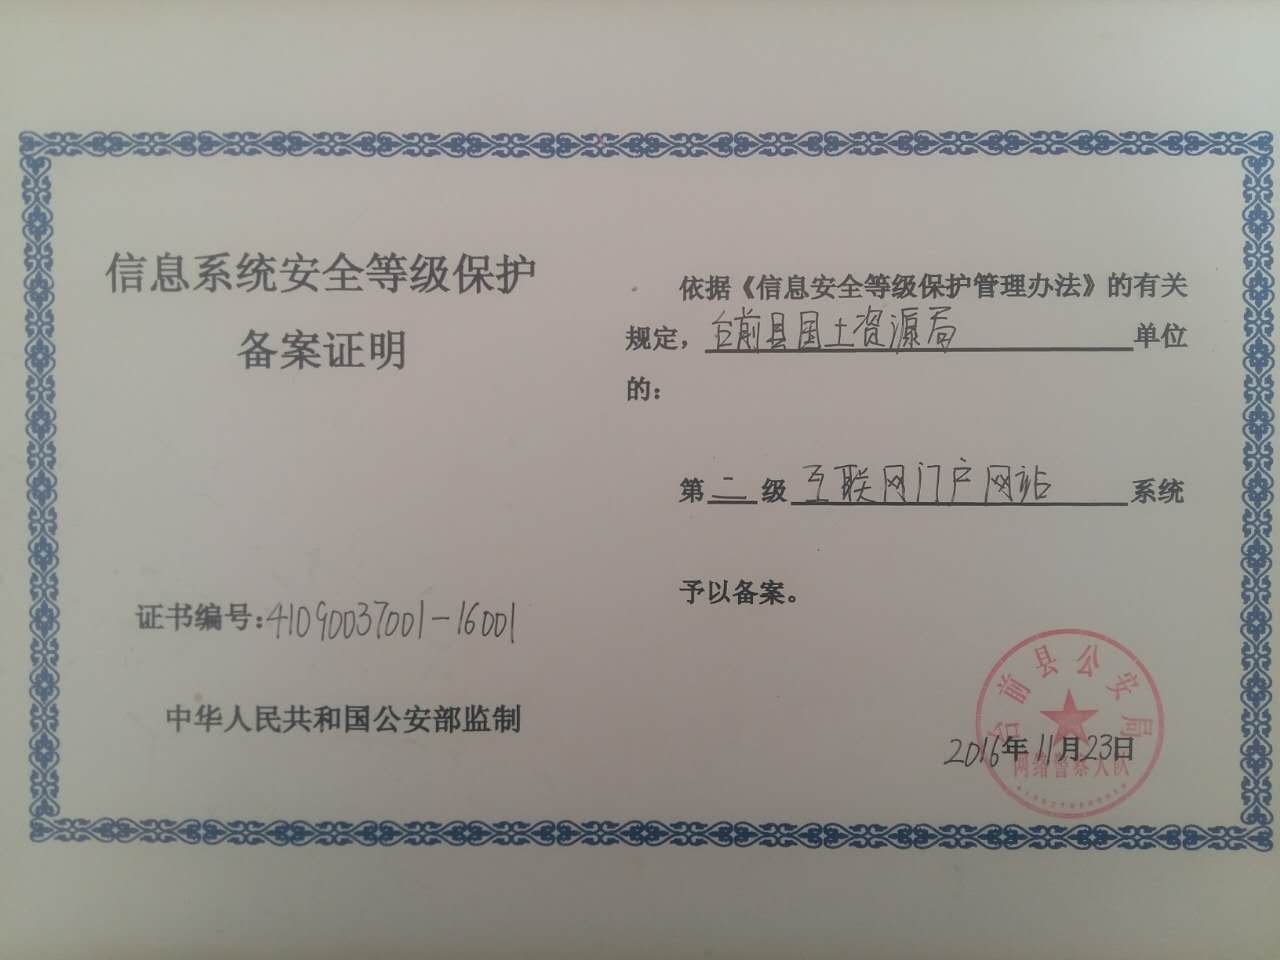 信息系统安全等级保护
备案证明
证书编号:41090037001-16001
中华人民共和国公安部监制
依据《信息安全等级保护管理办法》的有关
规定，台前县国土资源局单位
的：
第二级 互联网门户网站 系统
予以备案。
台前县公安局
网络警察大队
2016年11月23日